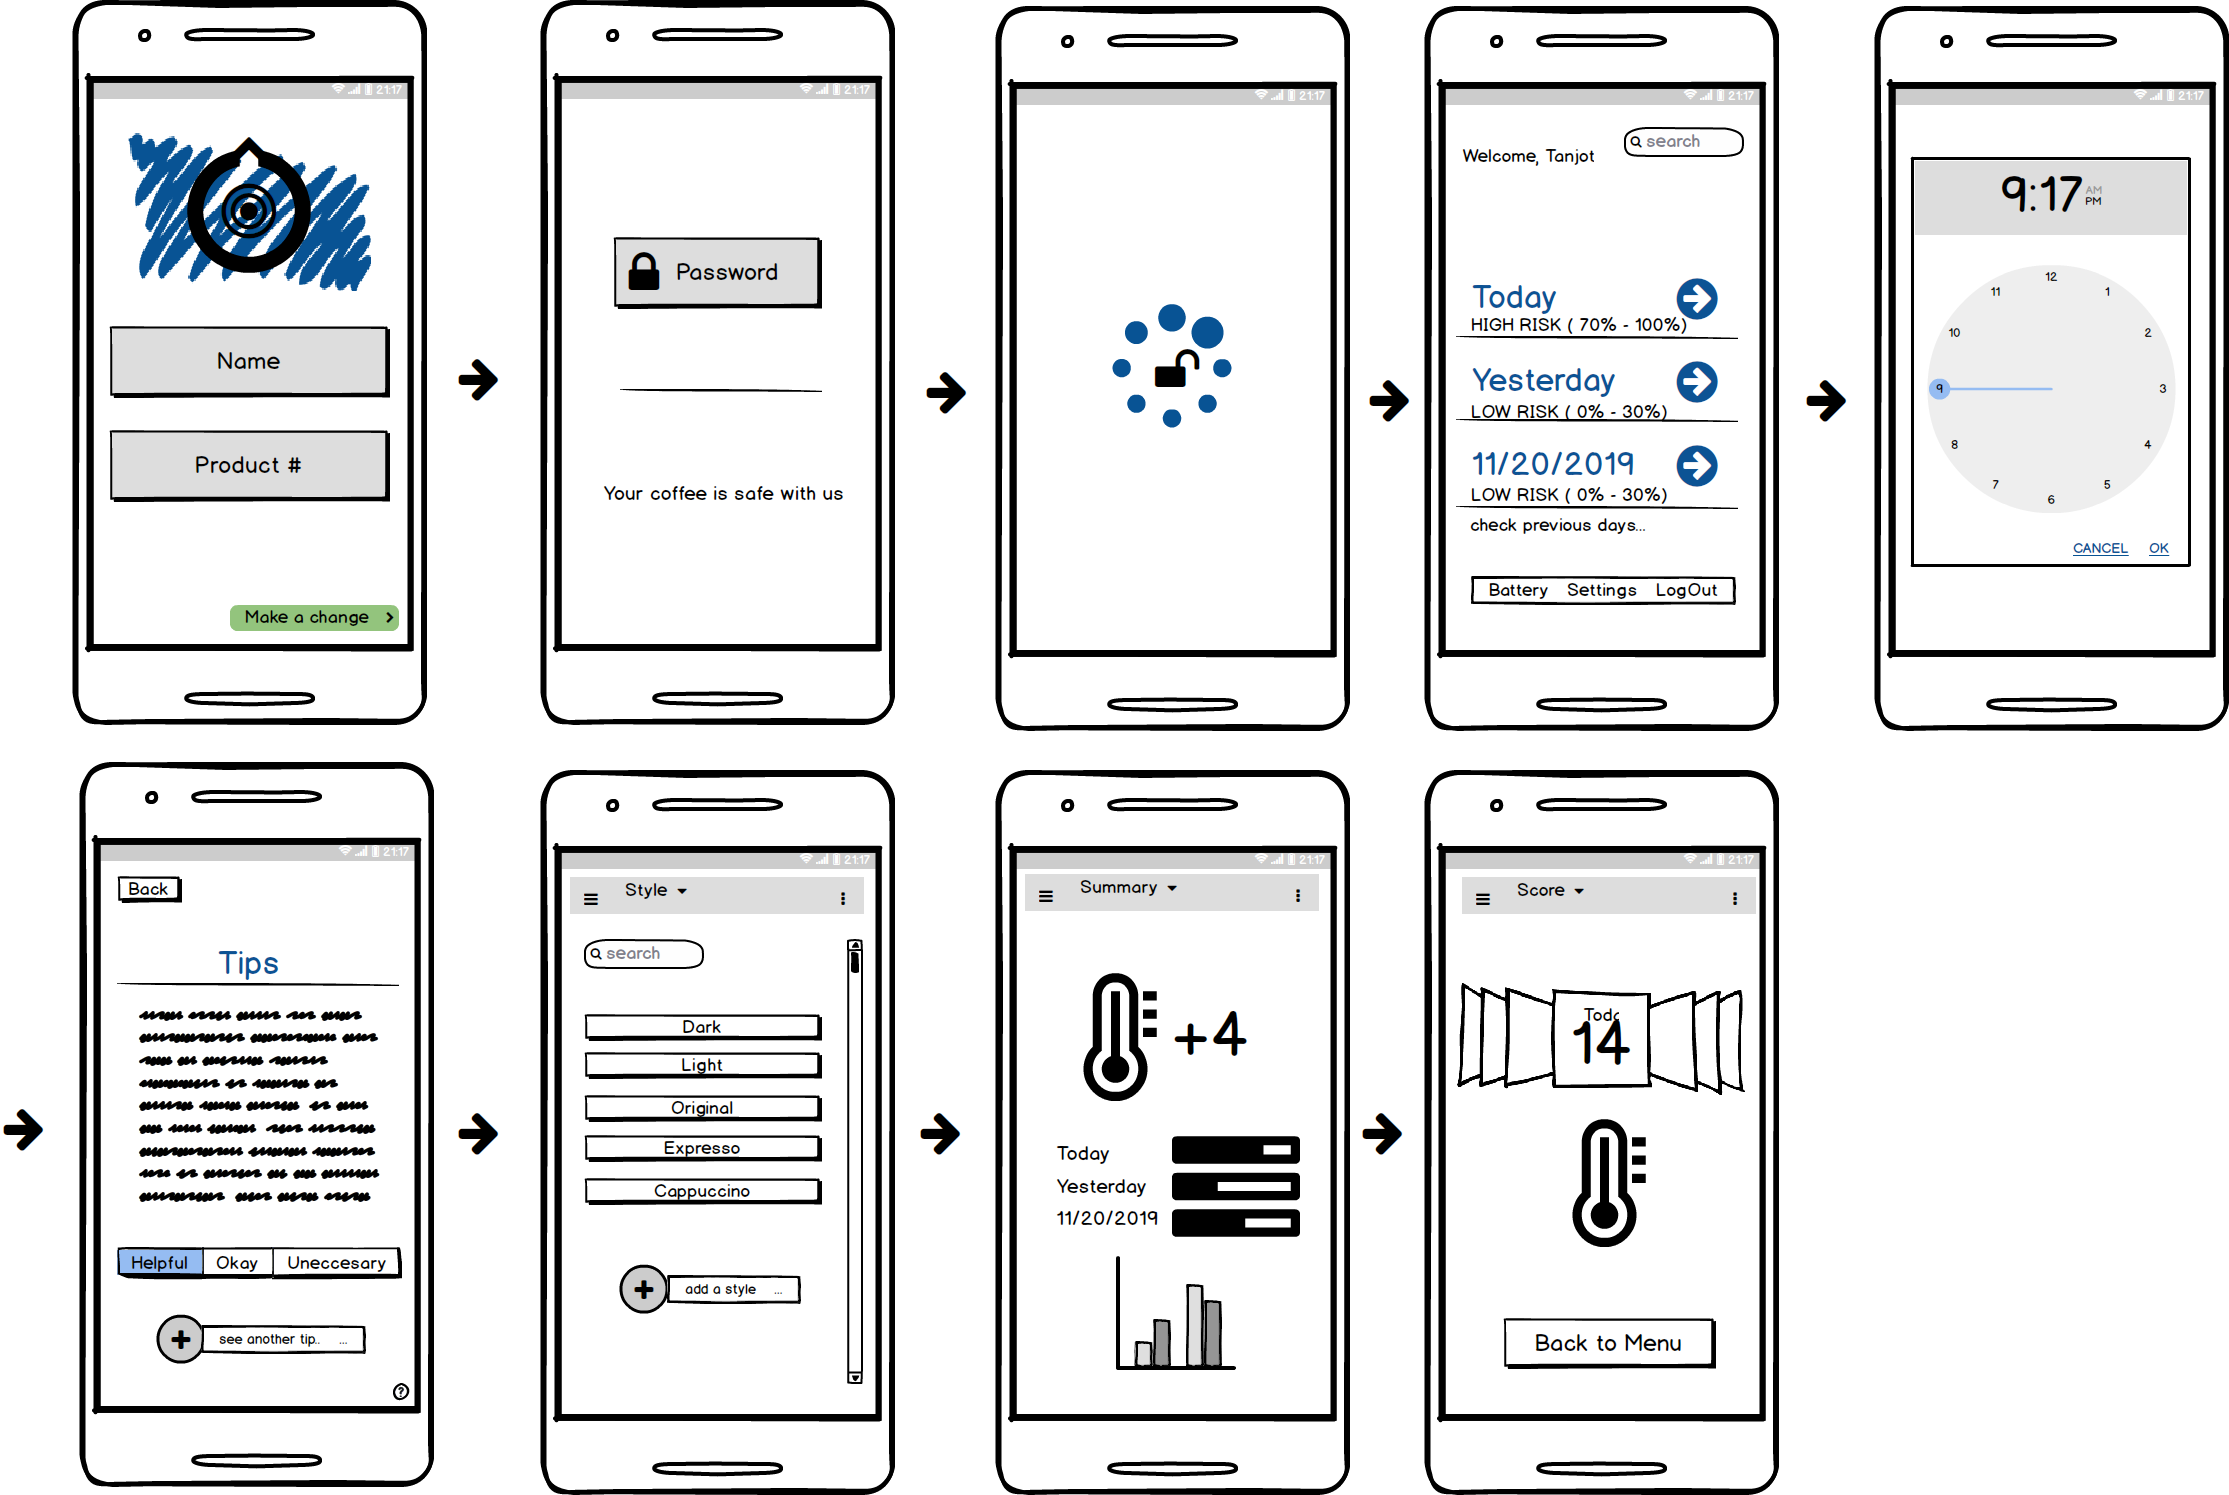 21:17
Name
Product #
Make a change
21:17
Password
Your coffee is safe with us
21:17
21:17
search
Welcome, Tanjot
Today
HIGH RISK ( 70% - 100%)
Yesterday
LOW RISK ( 0% - 30%)
11/20/2019
LOW RISK ( 0% - 30%)
check previous days...
Battery Settings LogOut
21:17
9:17 AM
PM
12
11 1
10 2
9 3
8 4
7 5
6
CANCEL OK
21:17
Back
Tips
Helpful Okay Uneccesary
+ see another tip.. ...
?
21:17
Style
search
Dark
Light
Original
Expresso
Cappuccino
+ add a style ...
21:17
Summary
+4
Today
Yesterday
11/20/2019
21:17
Score
14
Back to Menu